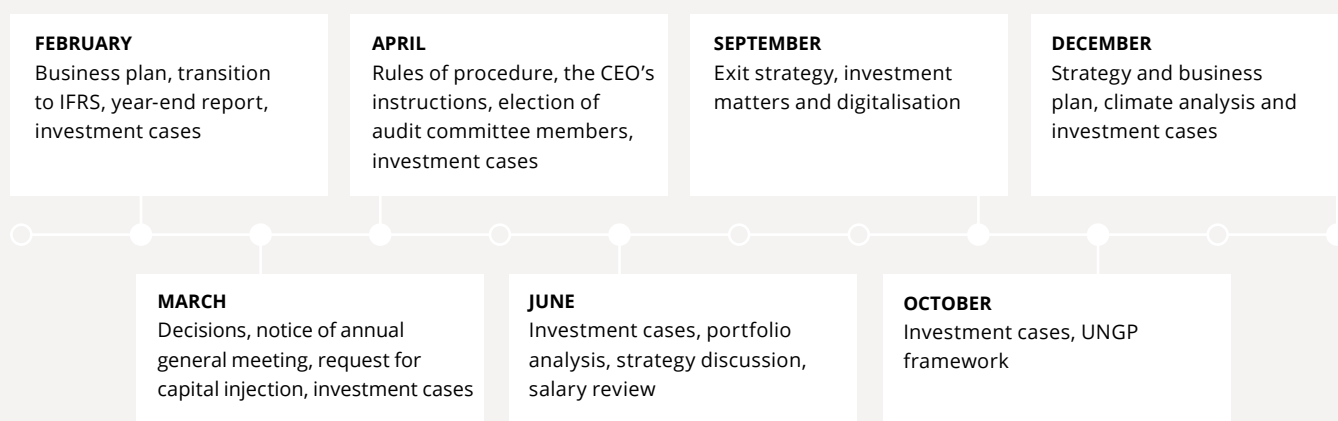 FEBRUARY
Business plan, transition
to IFRS, year-end report,
investment cases
APRIL
Rules of procedure, the CEO’s
instructions, election of
audit committee members,
investment cases
SEPTEMBER
Exit strategy, investment
matters and digitalisation
DECEMBER
Strategy and business
plan, climate analysis and
investment cases
MARCH
Decisions, notice of annual
general meeting, request for
capital injection, investment cases
JUNE
Investment cases, portfolio
analysis, strategy discussion,
salary review
OCTOBER
Investment cases, UNGP
framework